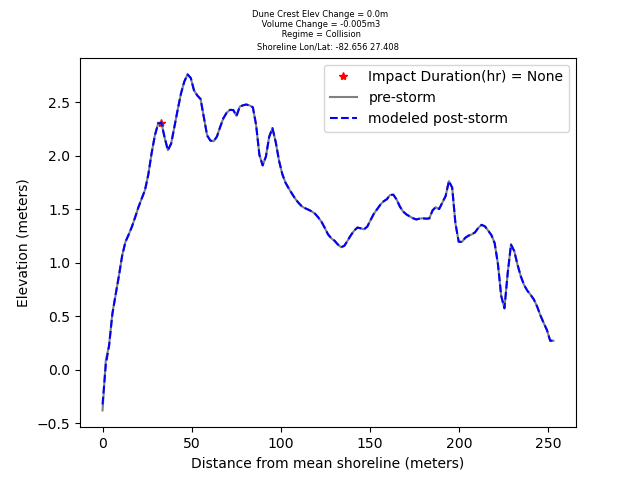 Dune Crest Elev Change = 0.0m
Volume Change = -0.005m3
Regime = Collision
Shoreline Lon/Lat: -82.656 27.408
Impact Duration(hr) = None
pre-storm
modeled post-storm
Elevation (meters)
2.5
2.0
1.5
1.0
0.5
0.0
−0.5
0 50 100 150 200 250
Distance from mean shoreline (meters)